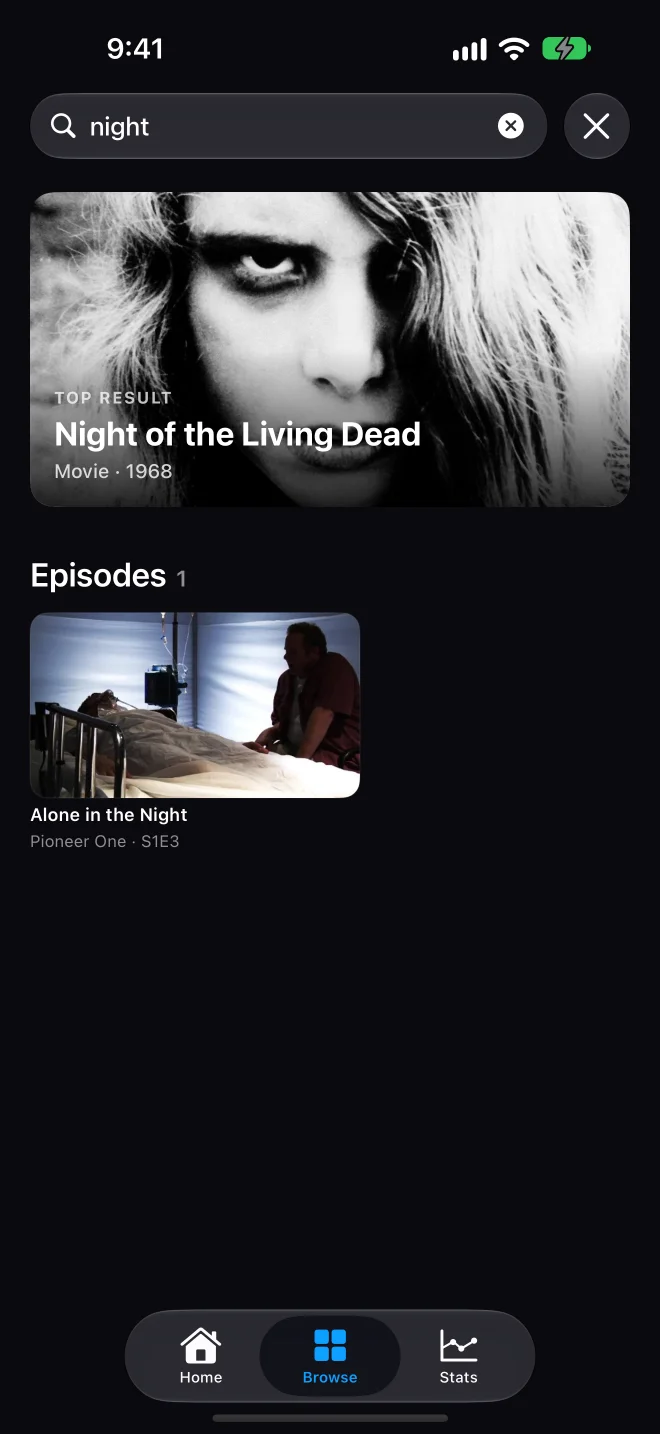 9:41
night
TOP RESULT
Night of the Living Dead
Movie · 1968
Episodes 1
Alone in the Night
Pioneer One · S1E3
Home
Browse
Stats